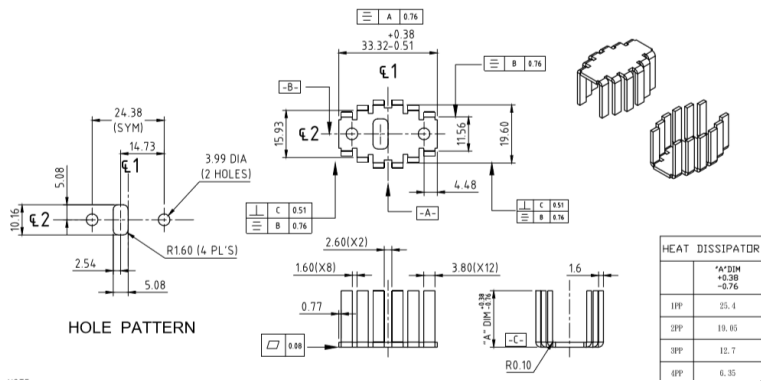 A 0.76
+0.38
33.32-0.51
℄1
B 0.76
-B-
24.38
(SYM)
℄1
14.73
3.99 DIA
(2 HOLES)
5.08
10.16
℄2
15.93
℄2
11.56
19.60
4.48
⊥ C 0.51
B 0.76
-A-
⊥ C 0.51
B 0.76
R1.60 (4 PL'S)
2.54
5.08
HOLE PATTERN
2.60(X2)
1.60(X8)
3.80(X12)
0.77
0.08
1.6
"A" DIM +0.38 -0.76
-C-
R0.10
HEAT DISSIPATOR
"A"DIM
+0.38
-0.76
1PP 25.4
2PP 19.05
3PP 12.7
4PP 6.35